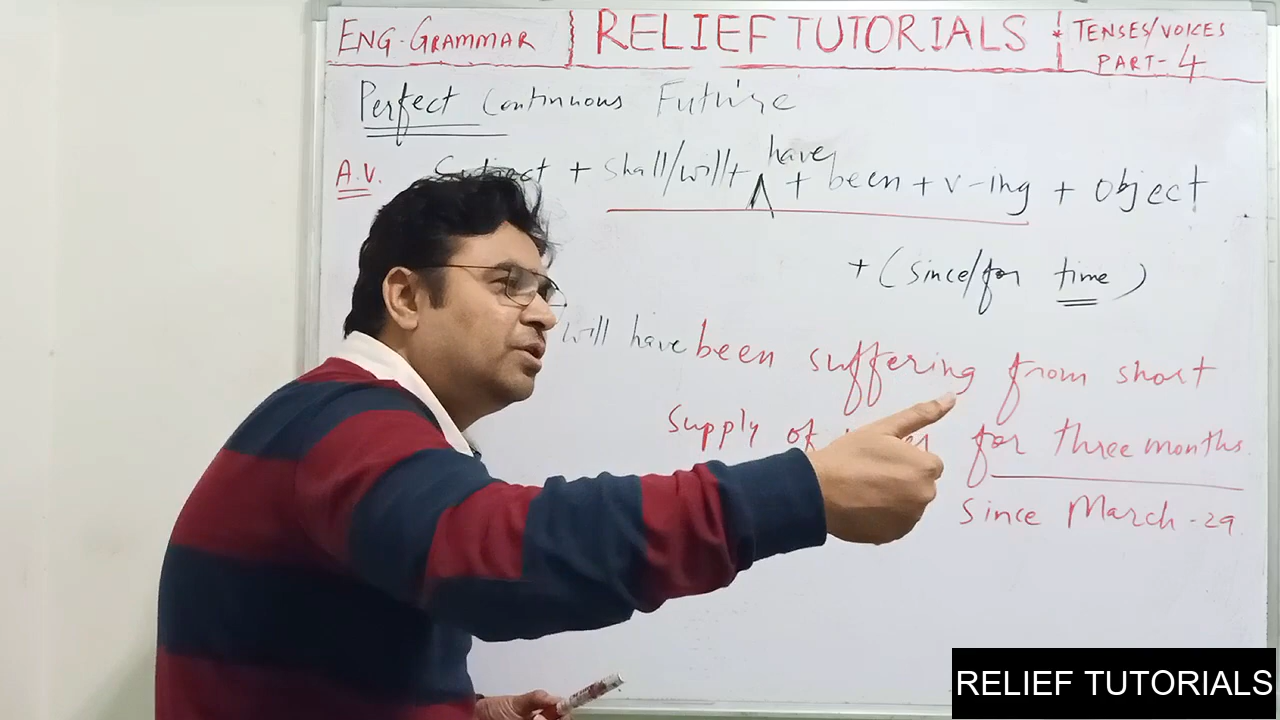 ENG. GRAMMAR
RELIEF TUTORIALS
TENSES/VOICES
PART-4
Perfect Continuous Future
A.V. Subject + shall/will + have + been + v-ing + object
+ (since/for time)
will have been suffering from short
supply of for three months
since March-29
RELIEF TUTORIALS